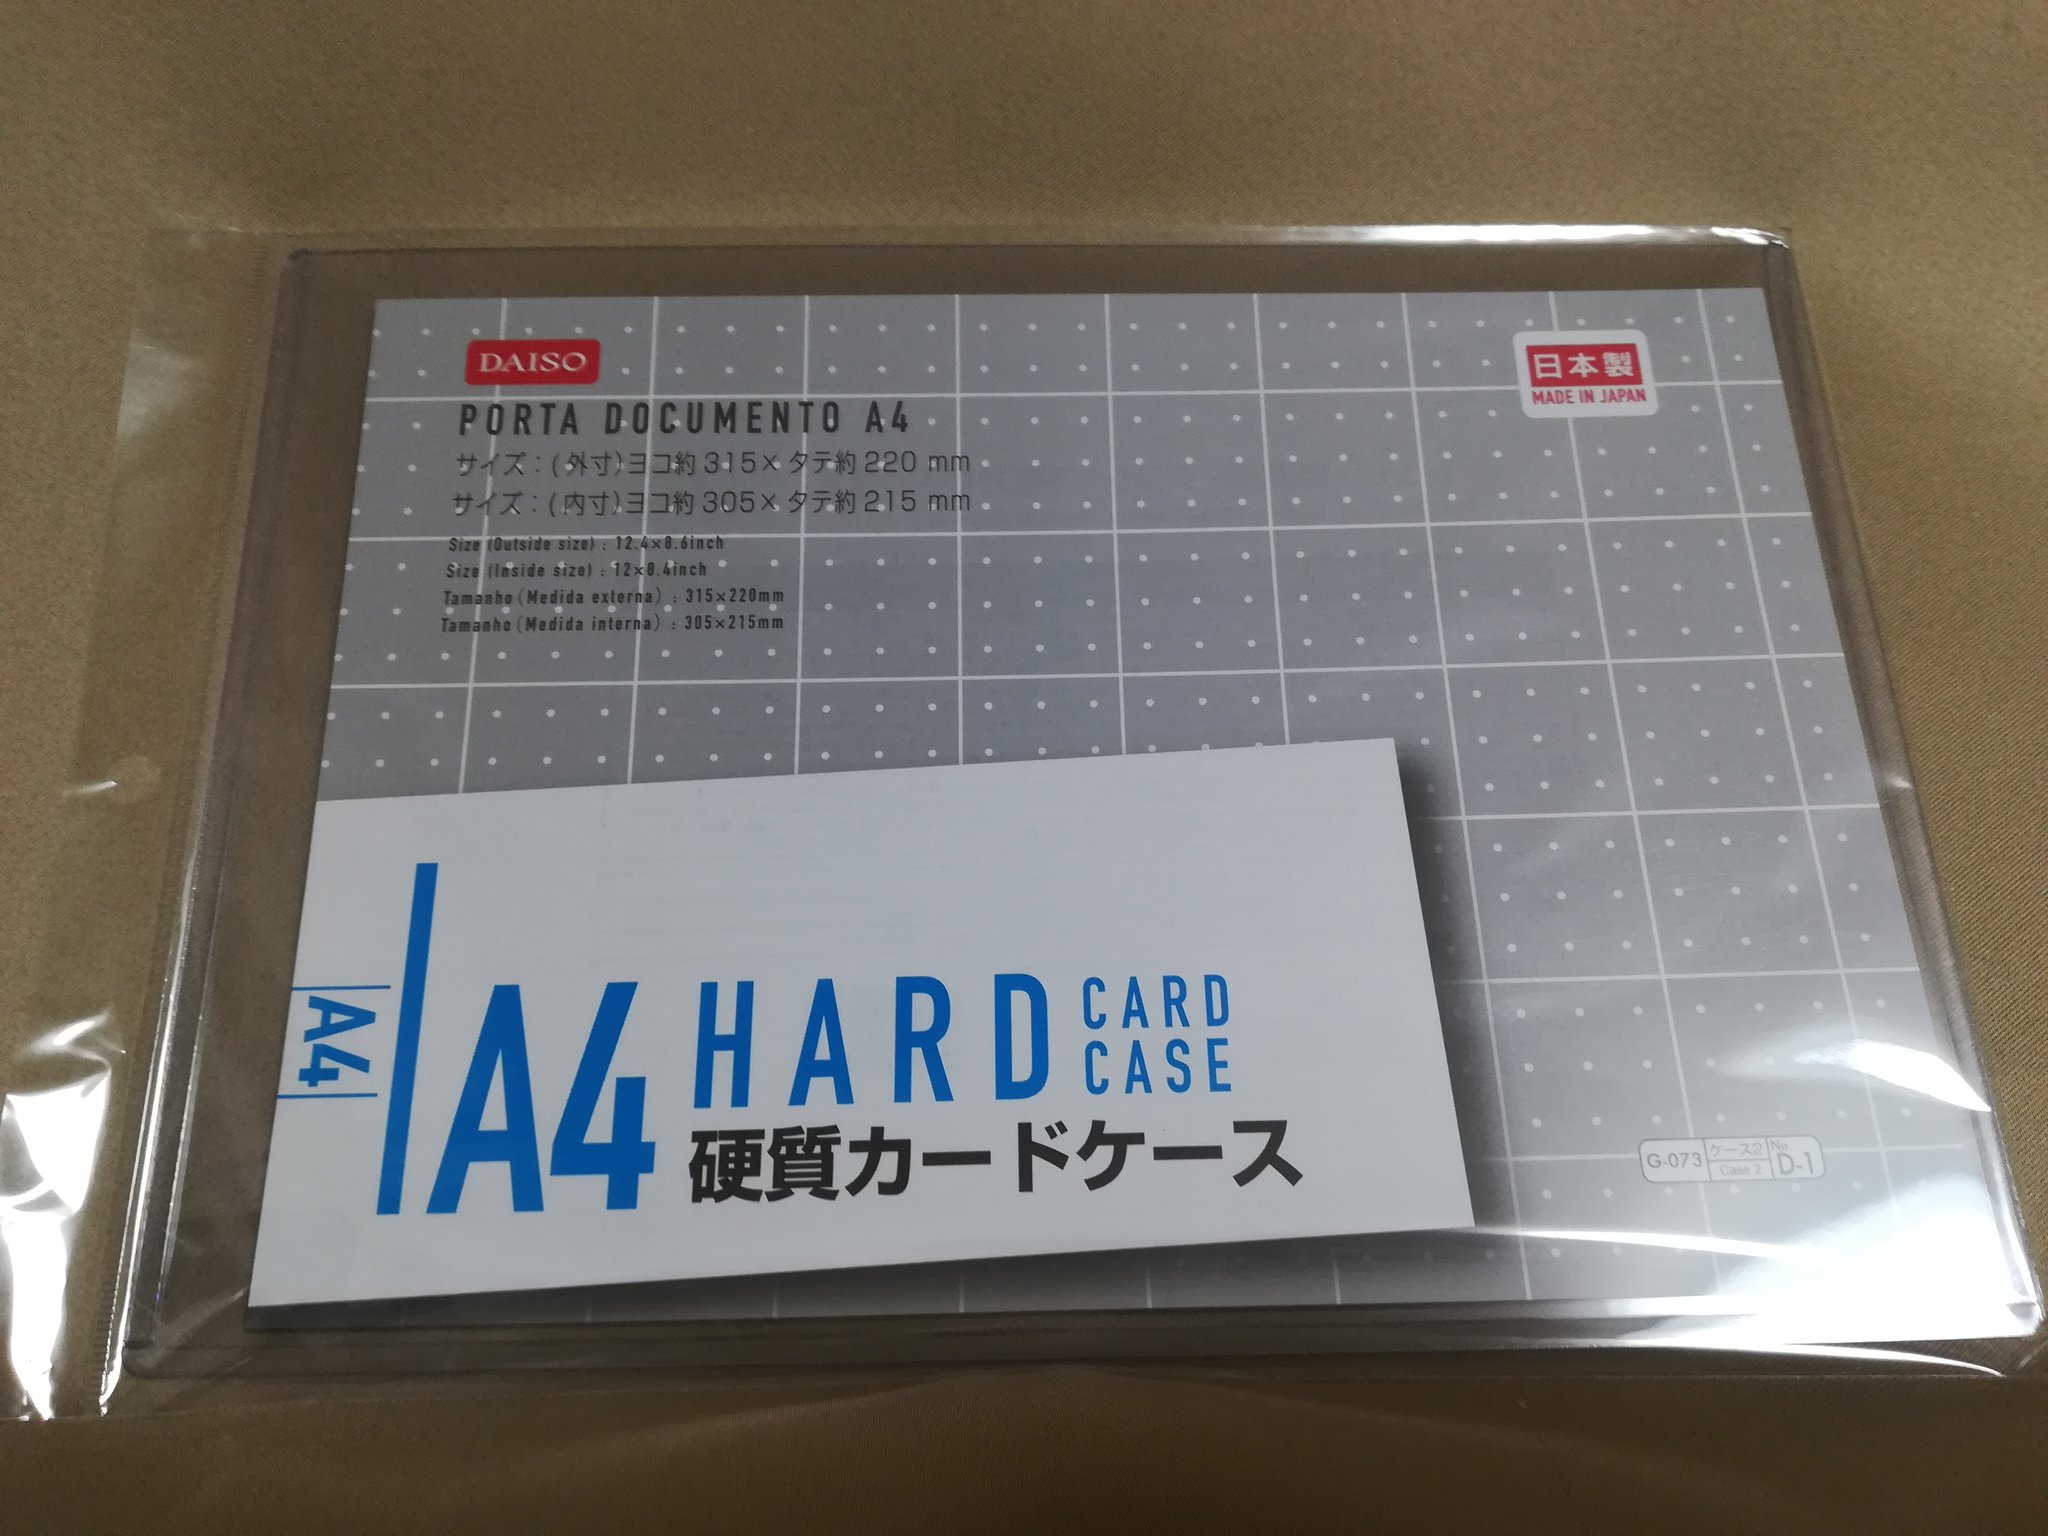 DAISO
日本製
MADE IN JAPAN
PORTA DOCUMENTO A4
サイズ：(外寸)ヨコ約315×タテ約220 mm
サイズ：(内寸)ヨコ約305×タテ約215 mm
Size (Outside size) : 12.4×8.6inch
Size (Inside size) : 12×8.4inch
Tamanho (Medida externa) : 315×220mm
Tamanho (Medida interna) : 305×215mm
A4
A4 HARD CARD CASE
硬質カードケース
G-073 ケース2 Case 2 No. D-1